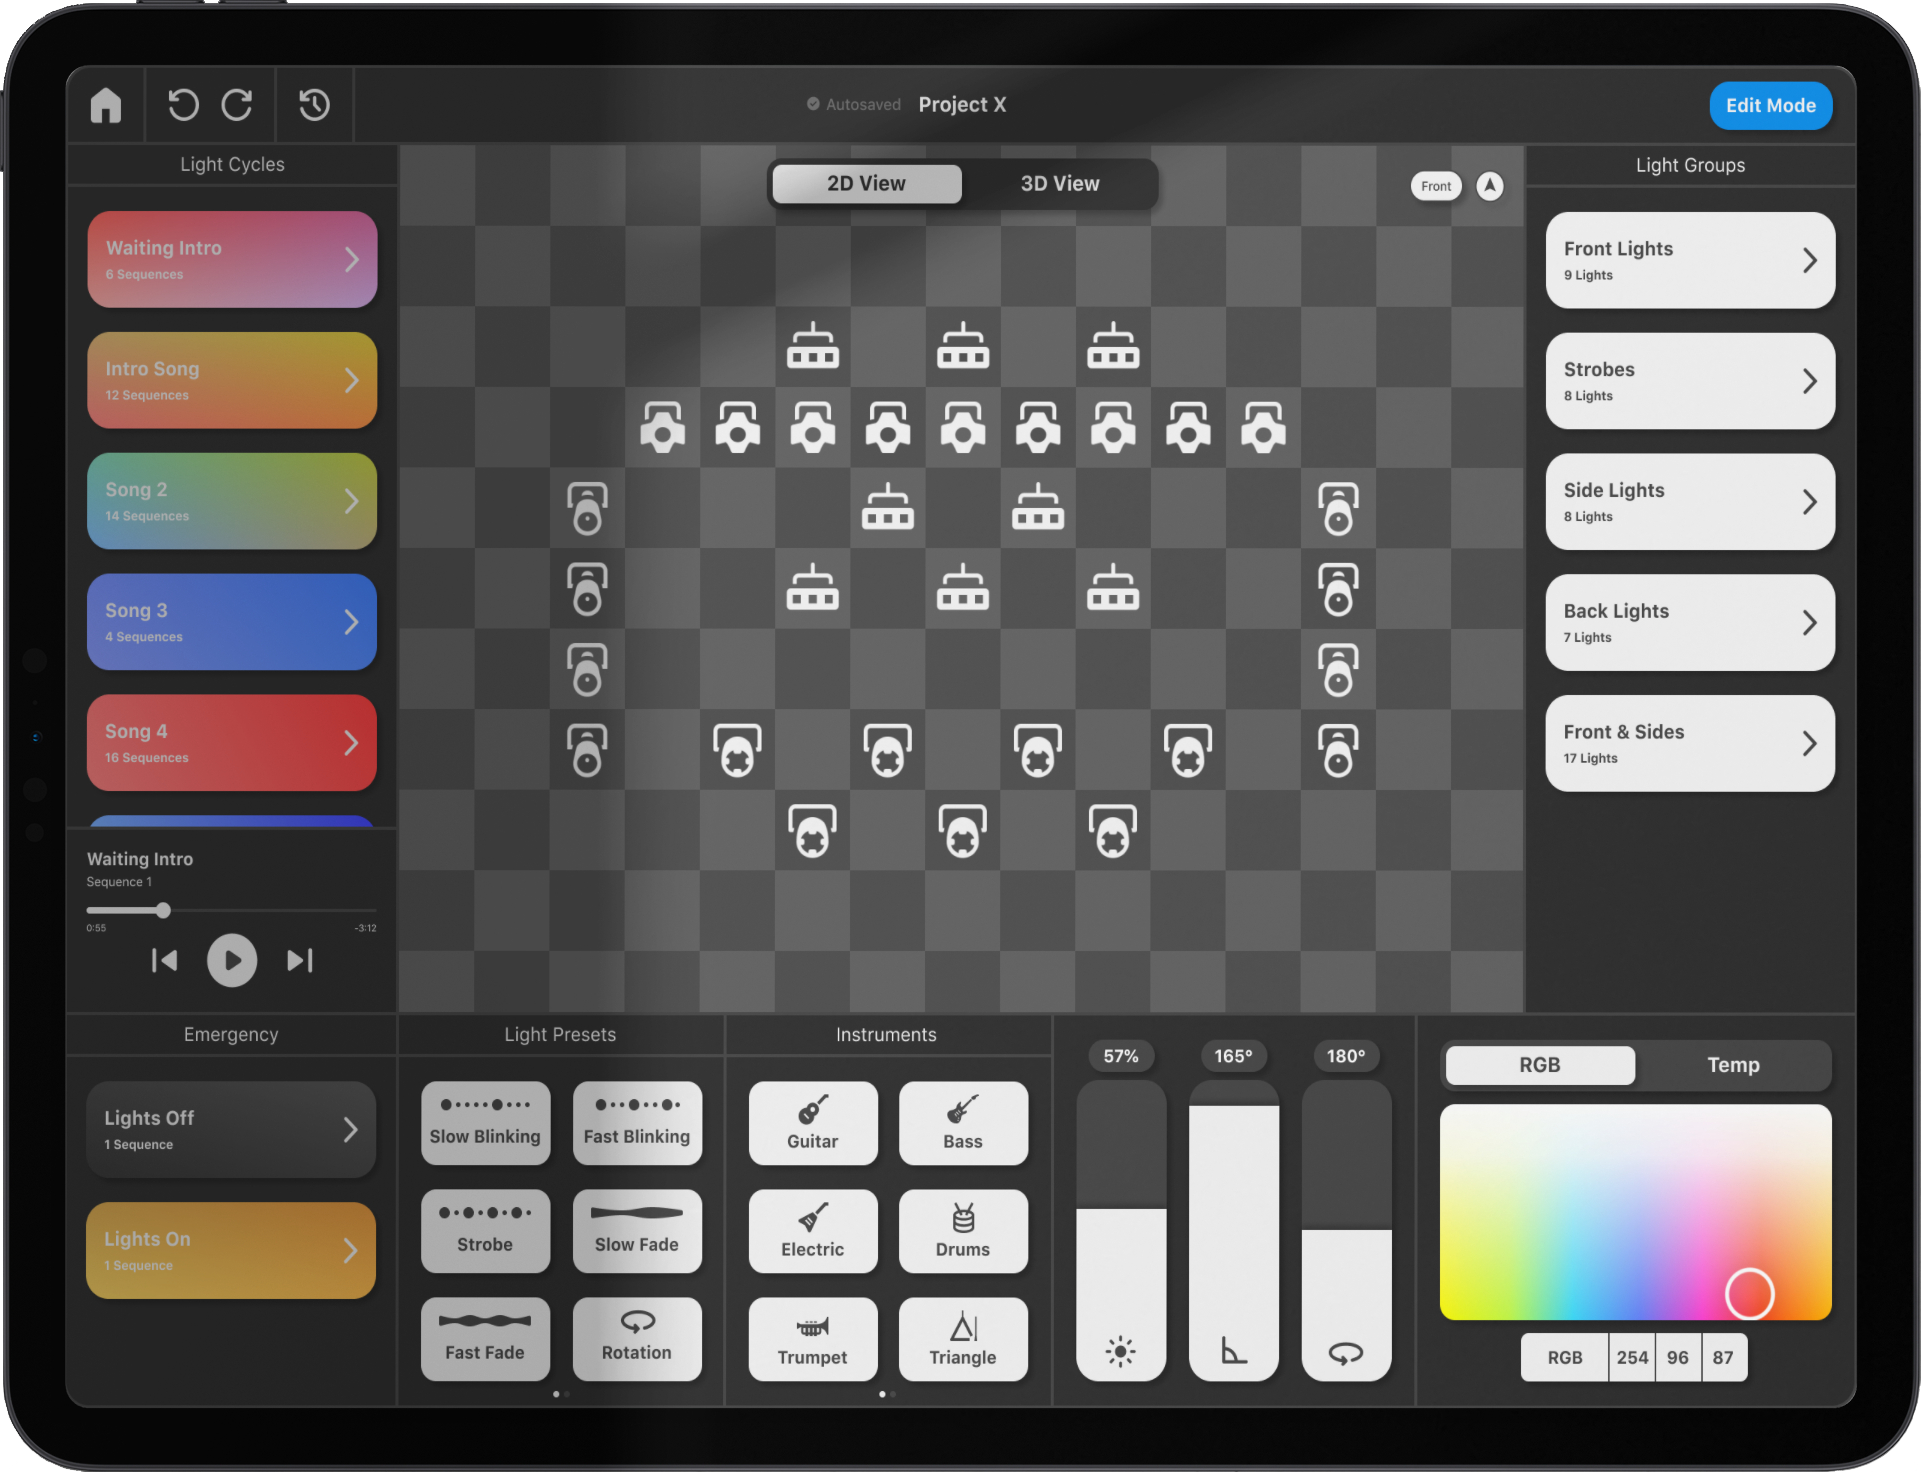 Autosaved Project X
Edit Mode
Light Cycles
Waiting Intro
6 Sequences
Intro Song
12 Sequences
Song 2
14 Sequences
Song 3
4 Sequences
Song 4
16 Sequences
Waiting Intro
Sequence 1
0:55 -3:12
2D View 3D View
Front
Light Groups
Front Lights
9 Lights
Strobes
8 Lights
Side Lights
8 Lights
Back Lights
7 Lights
Front & Sides
17 Lights
Emergency
Lights Off
1 Sequence
Lights On
1 Sequence
Light Presets
Slow Blinking Fast Blinking
Strobe Slow Fade
Fast Fade Rotation
Instruments
Guitar Bass
Electric Drums
Trumpet Triangle
57% 165° 180°
RGB Temp
RGB 254 96 87